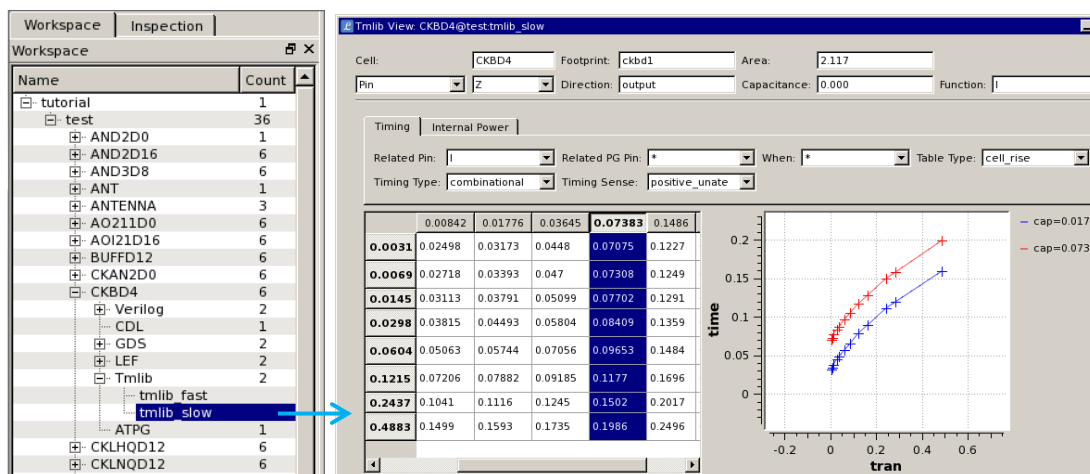 Workspace Inspection
Workspace
Name Count
tutorial 1
test 36
AND2D0 1
AND2D16 6
AND3D8 6
ANT 1
ANTENNA 3
AO211D0 6
AOI21D16 6
BUFFD12 6
CKAN2D0 6
CKBD4 6
Verilog 2
CDL 1
GDS 2
LEF 2
Tmlib 2
tmlib_fast
tmlib_slow
ATPG 1
CKLHQD12 6
CKLNQD12 6
Tmlib View: CKBD4@test:tmlib_slow
Cell: CKBD4 Footprint: ckbd1 Area: 2.117
Pin Z Direction: output Capacitance: 0.000 Function: I
Timing Internal Power
Related Pin: I Related PG Pin: * When: * Table Type: cell_rise
Timing Type: combinational Timing Sense: positive_unate
0.00842 0.01776 0.03645 0.07383 0.1486
0.0031 0.02498 0.03173 0.0448 0.07075 0.1227
0.0069 0.02718 0.03393 0.047 0.07308 0.1249
0.0145 0.03113 0.03791 0.05099 0.07702 0.1291
0.0298 0.03815 0.04493 0.05804 0.08409 0.1359
0.0604 0.05063 0.05744 0.07056 0.09653 0.1484
0.1215 0.07206 0.07882 0.09185 0.1177 0.1696
0.2437 0.1041 0.1116 0.1245 0.1502 0.2017
0.4883 0.1499 0.1593 0.1735 0.1986 0.2496
time
0.2
0.15
0.1
0.05
0
-0.2 0 0.2 0.4 0.6
tran
cap=0.017
cap=0.073